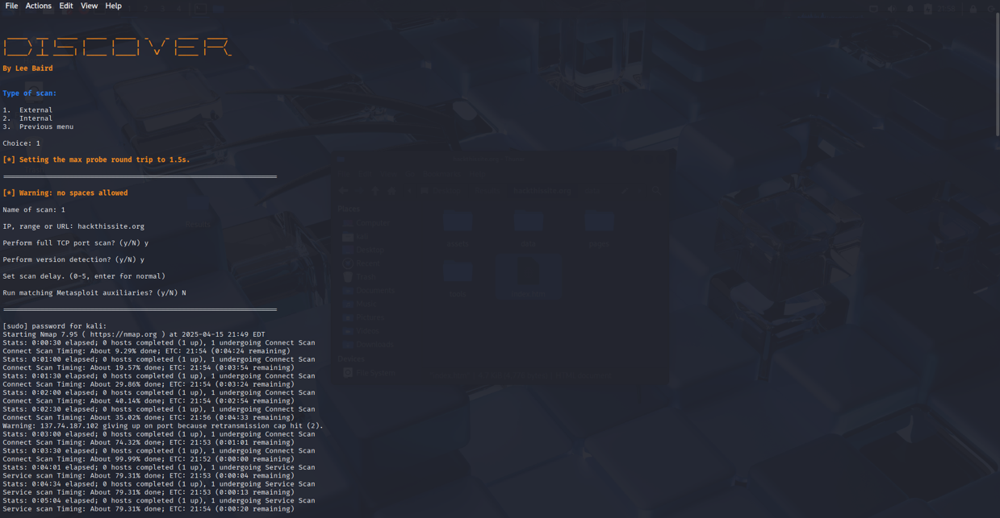 File Actions Edit View Help
DISCOVER
By Lee Baird
Type of scan:
1. External
2. Internal
3. Previous menu
Choice: 1
[*] Setting the max probe round trip to 1.5s.
[*] Warning: no spaces allowed
Name of scan: 1
IP, range or URL: hackthissite.org
Perform full TCP port scan? (y/N) y
Perform version detection? (y/N) y
Set scan delay. (0-5, enter for normal)
Run matching Metasploit auxiliaries? (y/N) N
[sudo] password for kali:
Starting Nmap 7.95 ( https://nmap.org ) at 2025-04-15 21:49 EDT
Stats: 0:00:30 elapsed; 0 hosts completed (1 up), 1 undergoing Connect Scan
Connect Scan Timing: About 9.29% done; ETC: 21:54 (0:04:24 remaining)
Stats: 0:01:00 elapsed; 0 hosts completed (1 up), 1 undergoing Connect Scan
Connect Scan Timing: About 19.57% done; ETC: 21:54 (0:03:54 remaining)
Stats: 0:01:30 elapsed; 0 hosts completed (1 up), 1 undergoing Connect Scan
Connect Scan Timing: About 29.86% done; ETC: 21:54 (0:03:24 remaining)
Stats: 0:02:00 elapsed; 0 hosts completed (1 up), 1 undergoing Connect Scan
Connect Scan Timing: About 40.14% done; ETC: 21:54 (0:02:54 remaining)
Stats: 0:02:30 elapsed; 0 hosts completed (1 up), 1 undergoing Connect Scan
Connect Scan Timing: About 35.02% done; ETC: 21:56 (0:04:33 remaining)
Warning: 137.74.187.102 giving up on port because retransmission cap hit (2).
Stats: 0:03:00 elapsed; 0 hosts completed (1 up), 1 undergoing Connect Scan
Connect Scan Timing: About 74.32% done; ETC: 21:53 (0:01:01 remaining)
Stats: 0:03:30 elapsed; 0 hosts completed (1 up), 1 undergoing Connect Scan
Connect Scan Timing: About 99.99% done; ETC: 21:52 (0:00:00 remaining)
Stats: 0:04:01 elapsed; 0 hosts completed (1 up), 1 undergoing Service Scan
Service scan Timing: About 79.31% done; ETC: 21:53 (0:00:04 remaining)
Stats: 0:04:34 elapsed; 0 hosts completed (1 up), 1 undergoing Service Scan
Service scan Timing: About 79.31% done; ETC: 21:53 (0:00:13 remaining)
Stats: 0:05:04 elapsed; 0 hosts completed (1 up), 1 undergoing Service Scan
Service scan Timing: About 79.31% done; ETC: 21:54 (0:00:20 remaining)